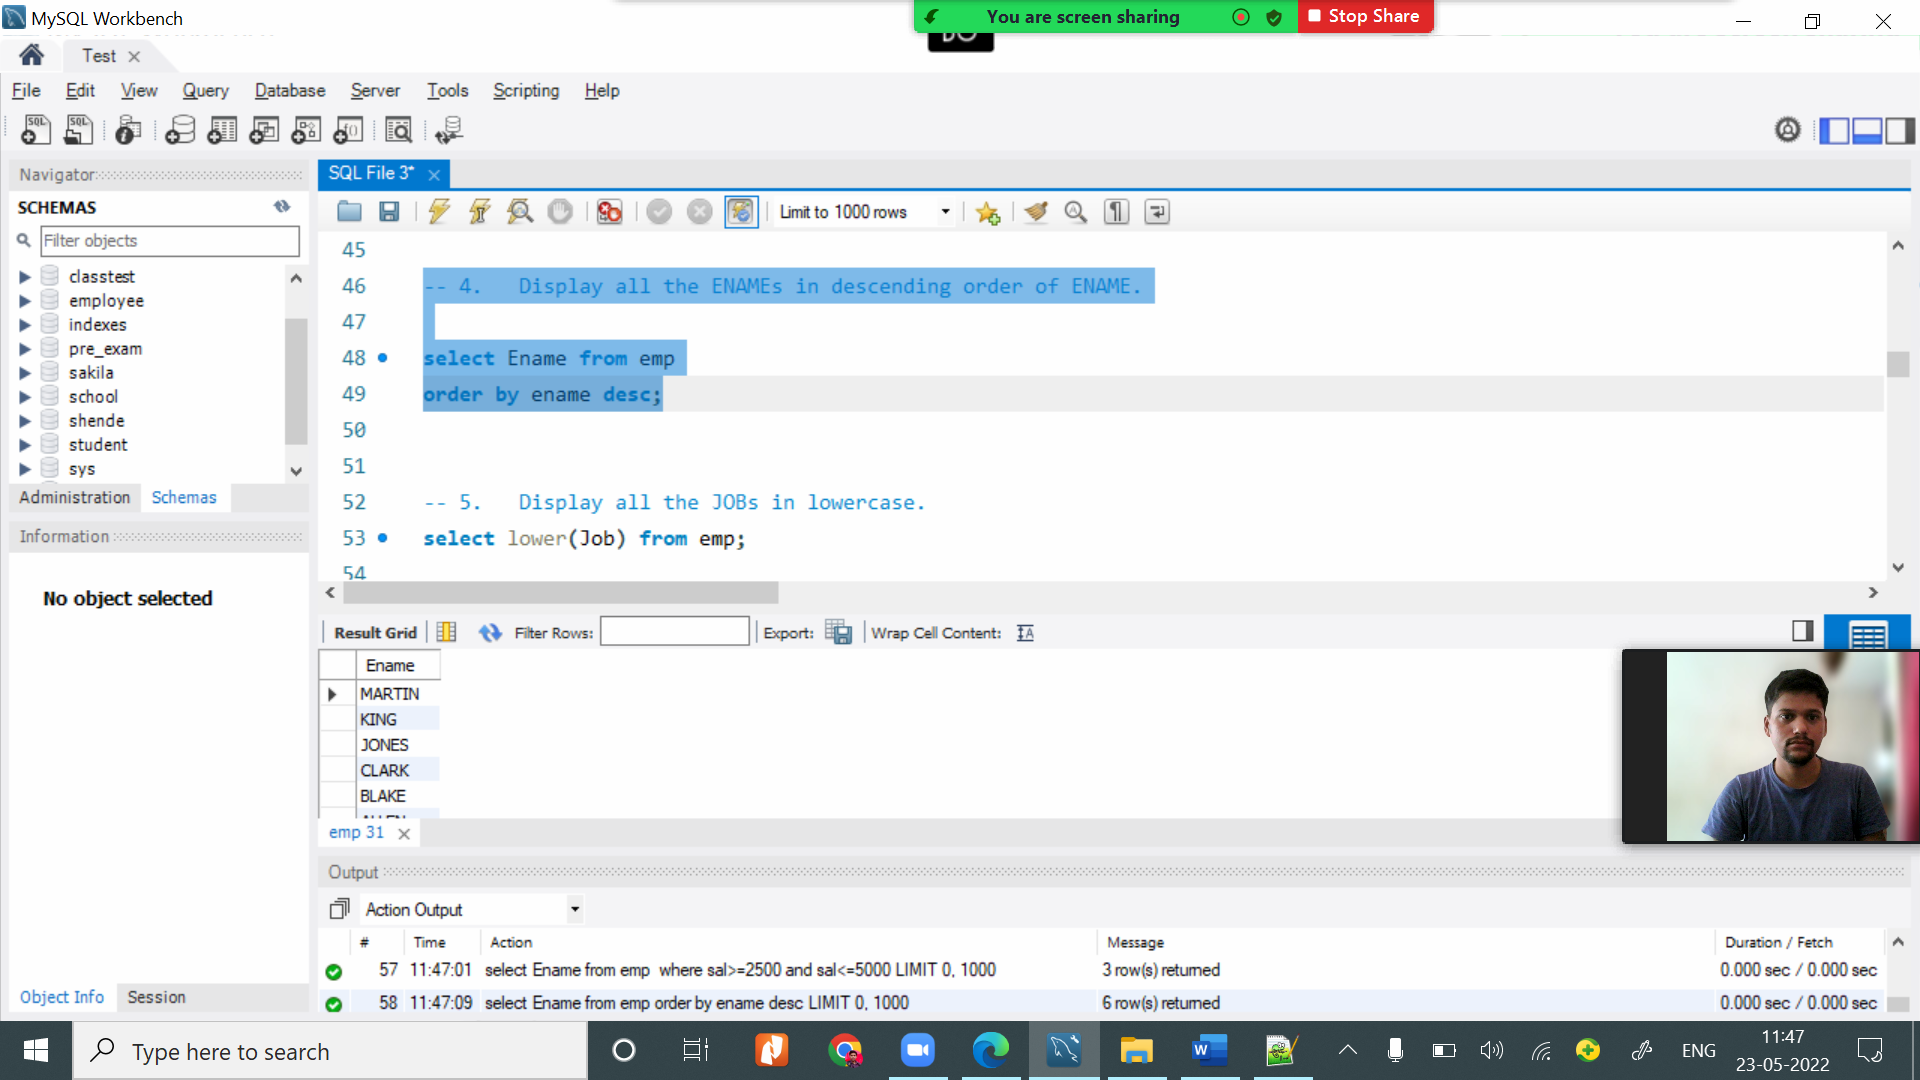 MySQL Workbench
You are screen sharing
Stop Share
Test
File Edit View Query Database Server Tools Scripting Help
Navigator
SQL File 3*
SCHEMAS
Limit to 1000 rows
Filter objects
classtest
employee
indexes
pre_exam
sakila
school
shende
student
sys
Administration Schemas
Information
No object selected
Object Info Session
45
46 -- 4. Display all the ENAMEs in descending order of ENAME.
47
48 select Ename from emp
49 order by ename desc;
50
51
52 -- 5. Display all the JOBs in lowercase.
53 select lower(Job) from emp;
54
Result Grid Filter Rows: Export: Wrap Cell Content:
Ename
MARTIN
KING
JONES
CLARK
BLAKE
ALLEN
emp 31
Output
Action Output
# Time Action Message Duration / Fetch
57 11:47:01 select Ename from emp where sal>=2500 and sal<=5000 LIMIT 0, 1000 3 row(s) returned 0.000 sec / 0.000 sec
58 11:47:09 select Ename from emp order by ename desc LIMIT 0, 1000 6 row(s) returned 0.000 sec / 0.000 sec
Type here to search
ENG
11:47
23-05-2022